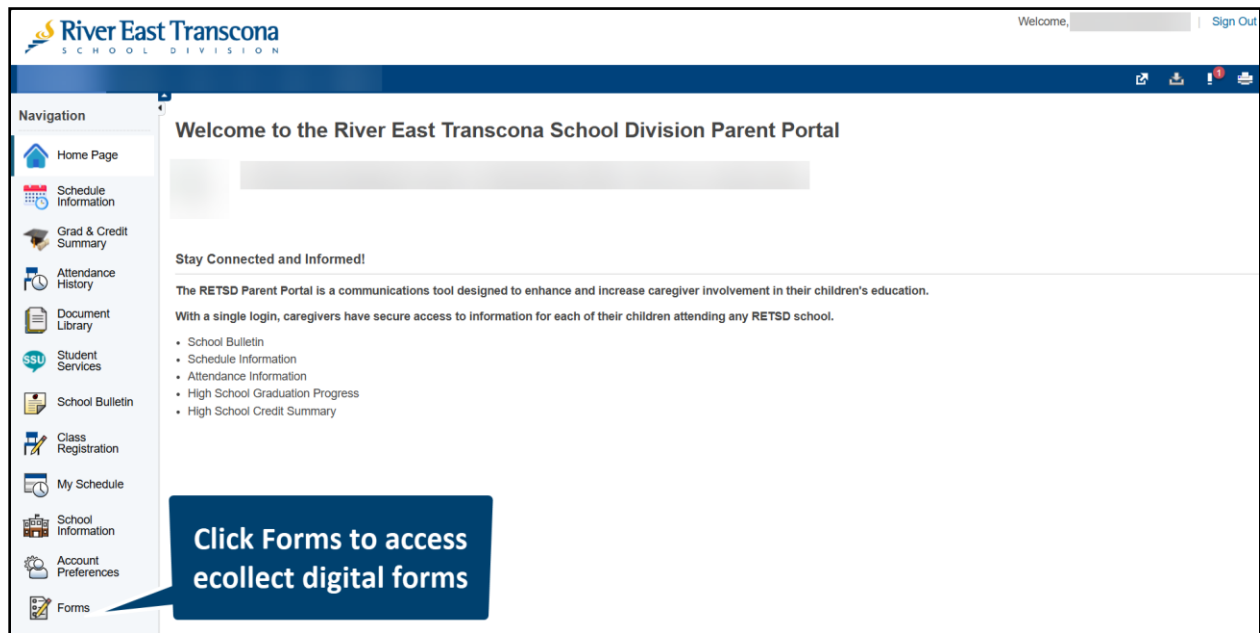 River East Transcona
SCHOOL DIVISION
Welcome,
Sign Out
1
Navigation
Home Page
Schedule
Information
Grad & Credit
Summary
Attendance
History
Document
Library
SSU
Student
Services
School Bulletin
Class
Registration
My Schedule
School
Information
Account
Preferences
Forms
Welcome to the River East Transcona School Division Parent Portal
Stay Connected and Informed!
The RETSD Parent Portal is a communications tool designed to enhance and increase caregiver involvement in their children's education.
With a single login, caregivers have secure access to information for each of their children attending any RETSD school.
• School Bulletin
• Schedule Information
• Attendance Information
• High School Graduation Progress
• High School Credit Summary
Click Forms to access
ecollect digital forms